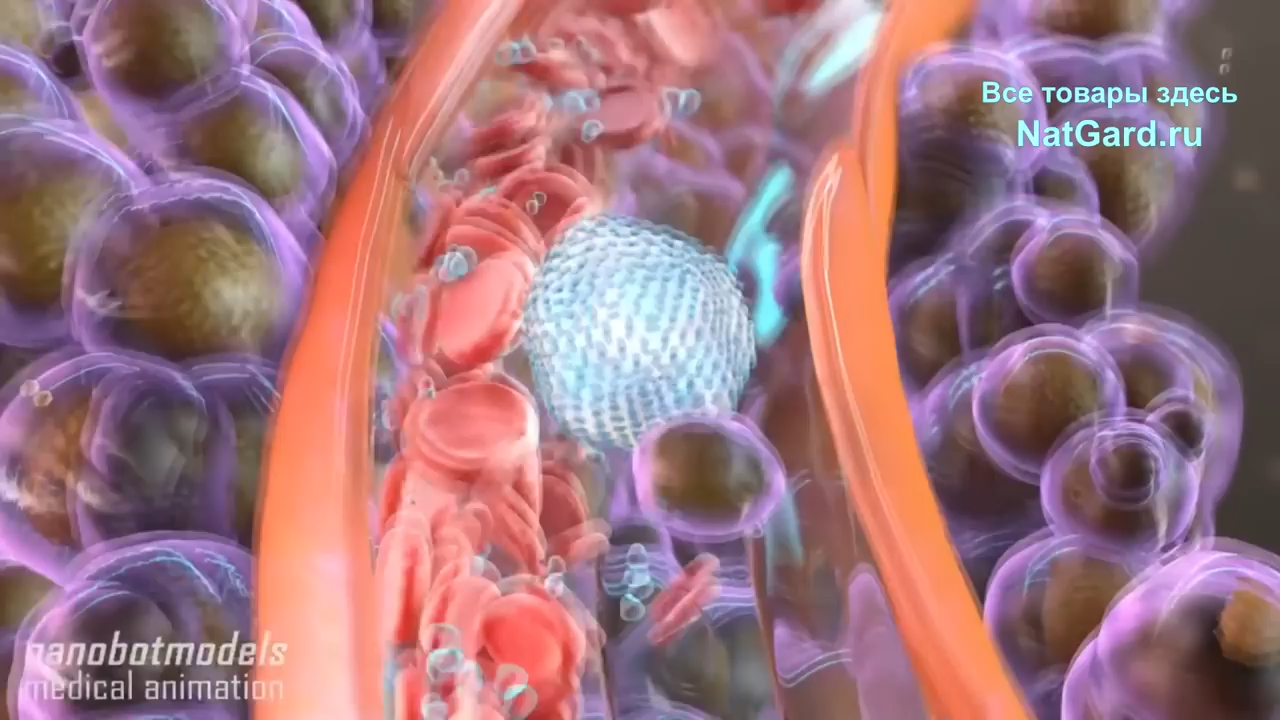 Все товары здесь
NatGard.ru
nanobotmodels
medical animation